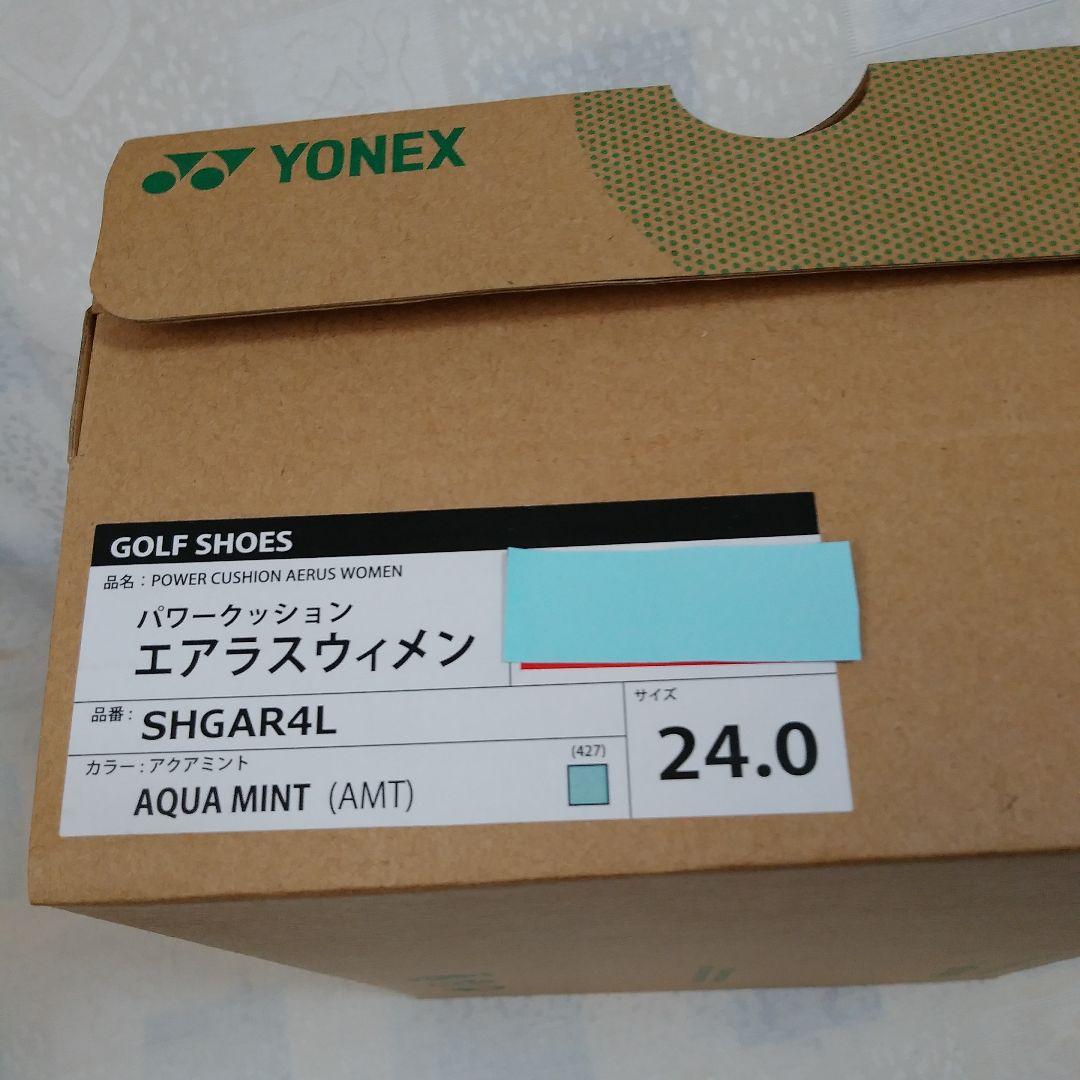 YONEX
GOLF SHOES
品名：POWER CUSHION AERUS WOMEN
パワークッション
エアラスウィメン
品番：SHGAR4L
カラー：アクアミント
AQUA MINT (AMT)
(427)
サイズ
24.0